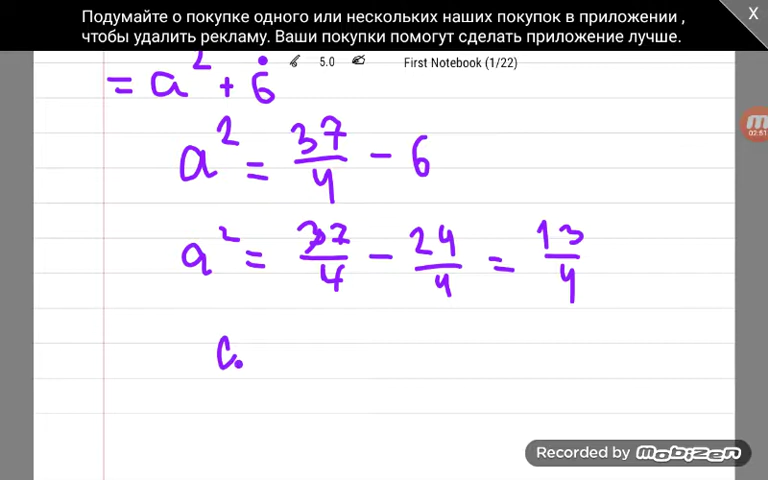 Подумайте о покупке одного или нескольких наших покупок в приложении ,
чтобы удалить рекламу. Ваши покупки помогут сделать приложение лучше.
X
5.0 First Notebook (1/22)
= a² + 6
a² = 37/4 - 6
02:51
a² = 37/4 - 24/4 = 13/4
Recorded by mobizen